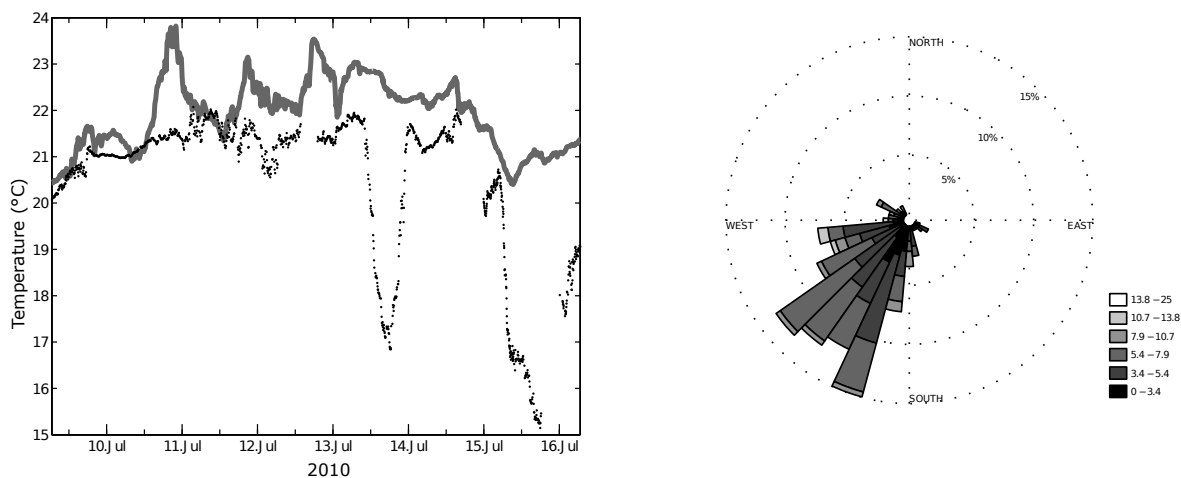 24
23
22
21
20
19
18
17
16
15
Temperature (°C)
10.Jul
11.Jul
12.Jul
13.Jul
14.Jul
15.Jul
16.Jul
2010
NORTH
15%
10%
5%
WEST
EAST
SOUTH
13.8−25
10.7−13.8
7.9−10.7
5.4−7.9
3.4−5.4
0−3.4